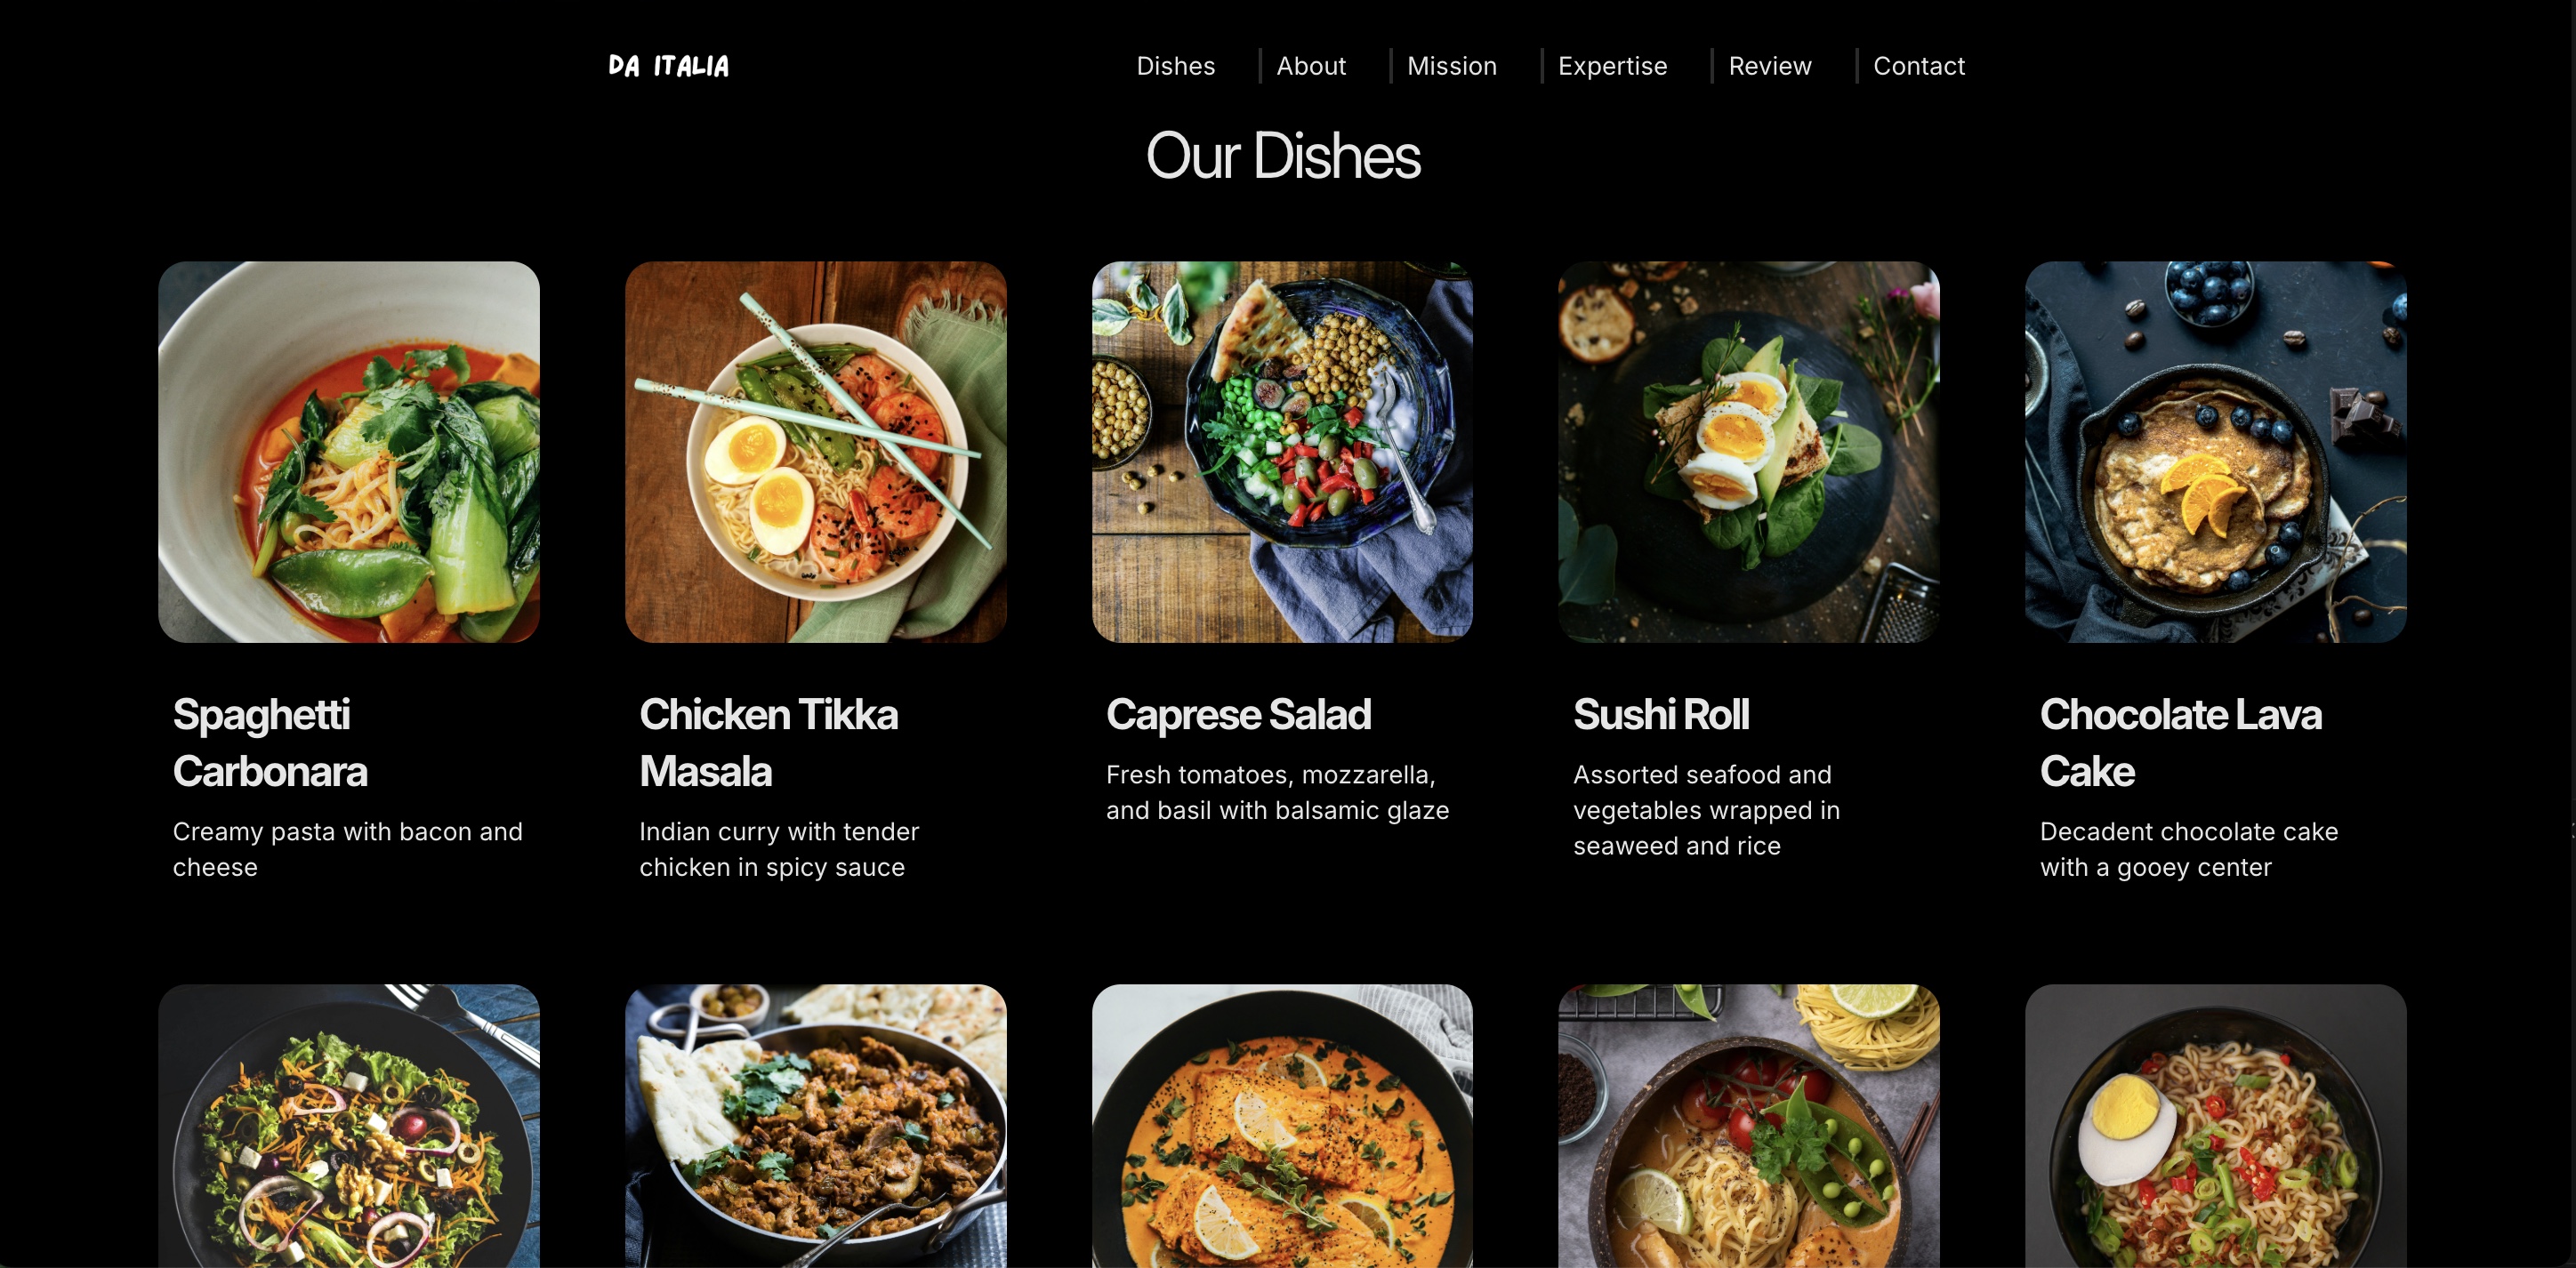 DA ITALIA
Dishes
About
Mission
Expertise
Review
Contact
Our Dishes
Spaghetti
Carbonara
Creamy pasta with bacon and
cheese
Chicken Tikka
Masala
Indian curry with tender
chicken in spicy sauce
Caprese Salad
Fresh tomatoes, mozzarella,
and basil with balsamic glaze
Sushi Roll
Assorted seafood and
vegetables wrapped in
seaweed and rice
Chocolate Lava
Cake
Decadent chocolate cake
with a gooey center